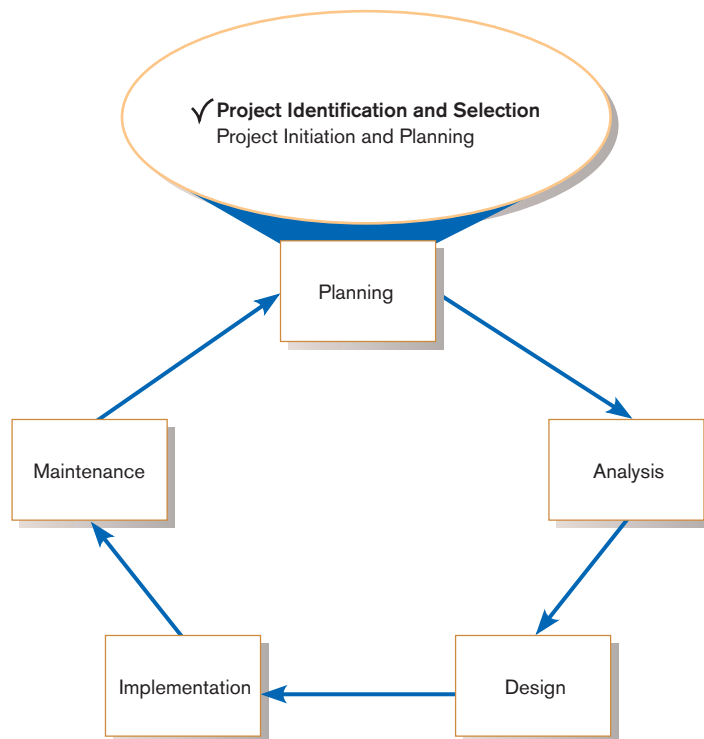 ✓Project Identification and Selection
Project Initiation and Planning
Planning
Maintenance
Analysis
Implementation
Design